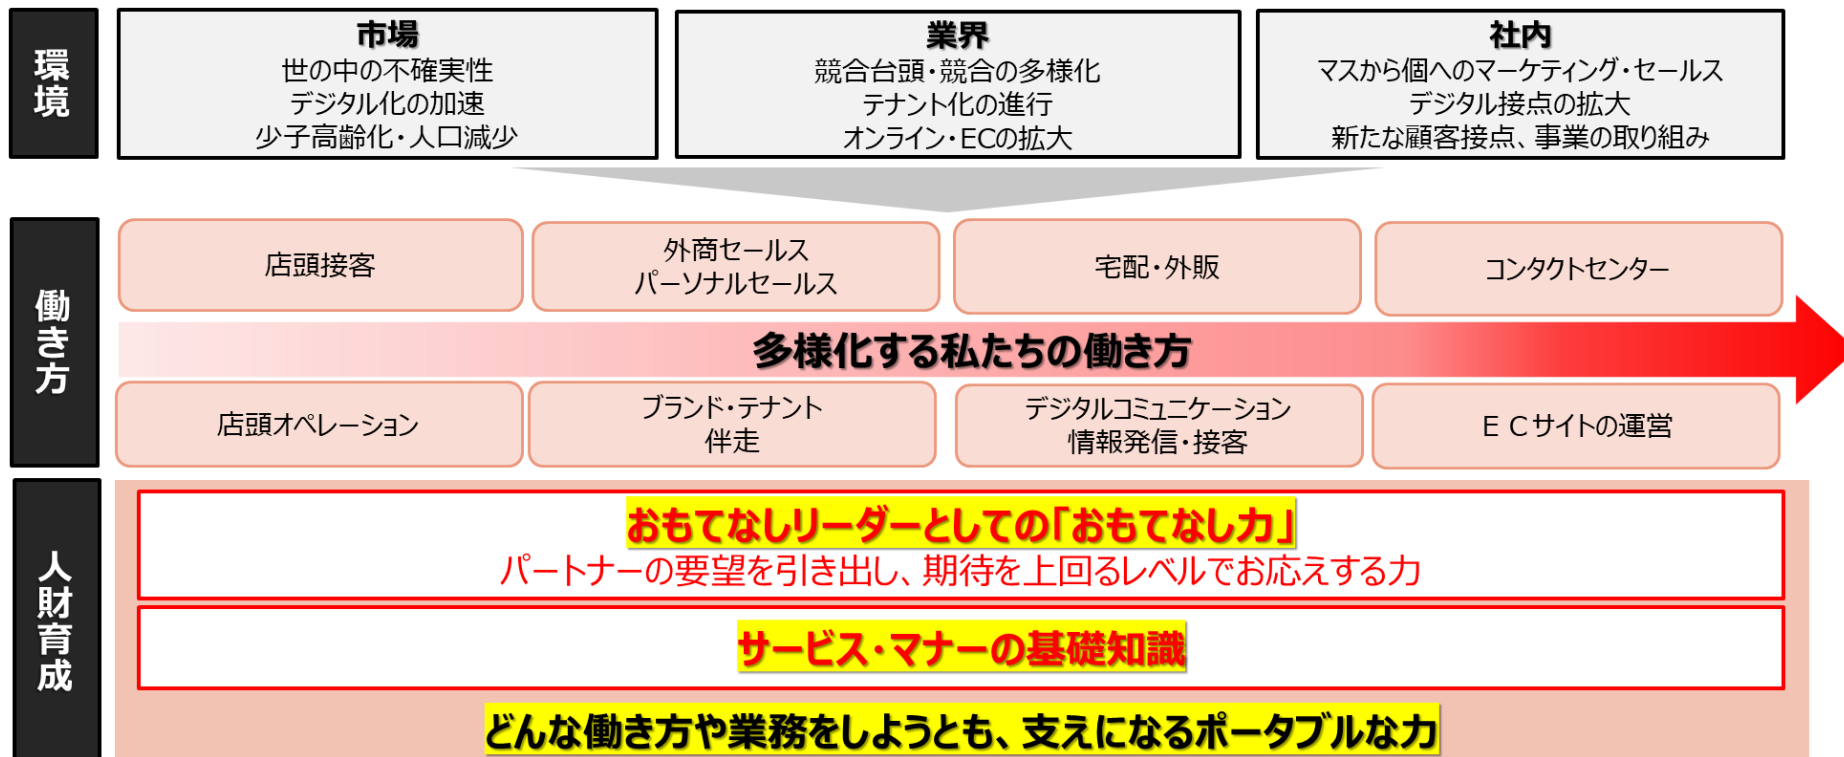 環境
市場
世の中の不確実性
デジタル化の加速
少子高齢化・人口減少
業界
競合台頭・競合の多様化
テナント化の進行
オンライン・ECの拡大
社内
マスから個へのマーケティング・セールス
デジタル接点の拡大
新たな顧客接点、事業の取り組み
働き方
店頭接客
外商セールス
パーソナルセールス
宅配・外販
コンタクトセンター
多様化する私たちの働き方
店頭オペレーション
ブランド・テナント
伴走
デジタルコミュニケーション
情報発信・接客
ＥＣサイトの運営
人財育成
おもてなしリーダーとしての「おもてなし力」
パートナーの要望を引き出し、期待を上回るレベルでお応えする力
サービス・マナーの基礎知識
どんな働き方や業務をしようとも、支えになるポータブルな力